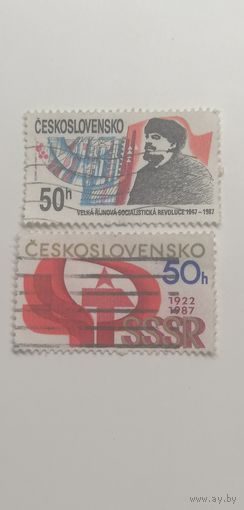 ČESKOSLOVENSKO
50h
VELKÁ ŘÍJNOVÁ SOCIALISTICKÁ REVOLUCE 1917 - 1987
ČESKOSLOVENSKO
50h
1922
1987
SSSR
www.ay.by